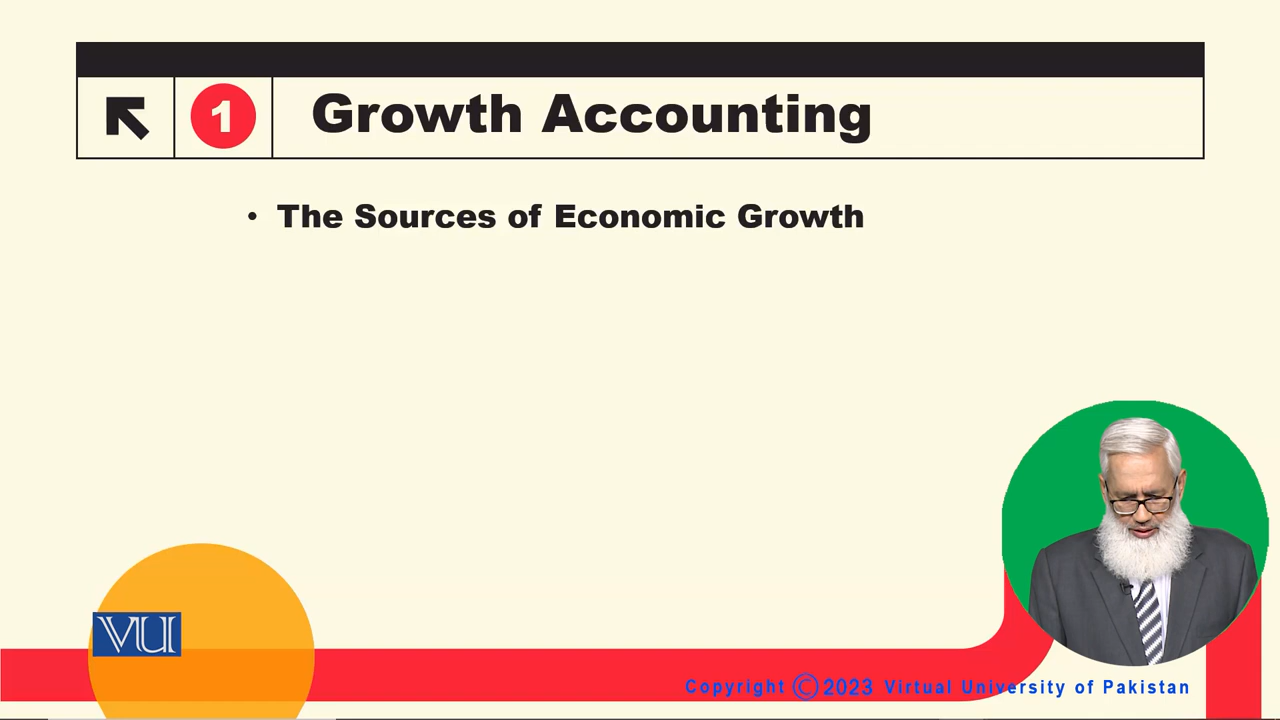 1 Growth Accounting
• The Sources of Economic Growth
VU
Copyright ©2023 Virtual University of Pakistan